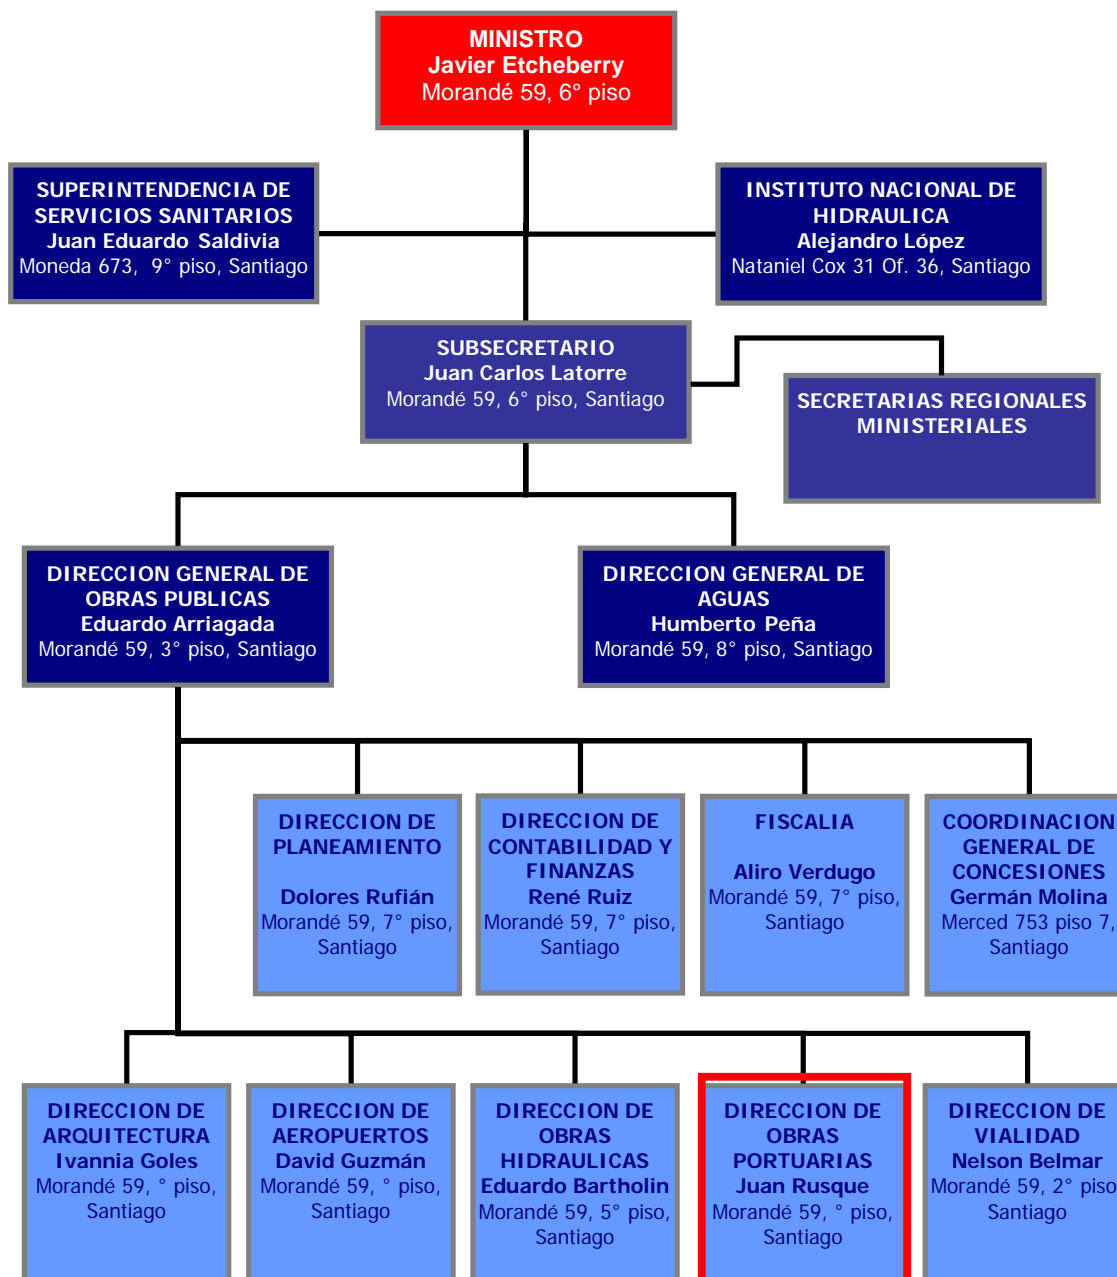 MINISTRO
Javier Etcheberry
Morandé 59, 6° piso
SUPERINTENDENCIA DE
SERVICIOS SANITARIOS
Juan Eduardo Saldivia
Moneda 673, 9° piso, Santiago
INSTITUTO NACIONAL DE
HIDRAULICA
Alejandro López
Nataniel Cox 31 Of. 36, Santiago
SUBSECRETARIO
Juan Carlos Latorre
Morandé 59, 6° piso, Santiago
SECRETARIAS REGIONALES
MINISTERIALES
DIRECCION GENERAL DE
OBRAS PUBLICAS
Eduardo Arriagada
Morandé 59, 3° piso, Santiago
DIRECCION GENERAL DE
AGUAS
Humberto Peña
Morandé 59, 8° piso, Santiago
DIRECCION DE
PLANEAMIENTO
Dolores Rufián
Morandé 59, 7° piso,
Santiago
DIRECCION DE
CONTABILIDAD Y
FINANZAS
René Ruiz
Morandé 59, 7° piso,
Santiago
FISCALIA
Aliro Verdugo
Morandé 59, 7° piso,
Santiago
COORDINACION
GENERAL DE
CONCESIONES
Germán Molina
Merced 753 piso 7,
Santiago
DIRECCION DE
ARQUITECTURA
Ivannia Goles
Morandé 59, ° piso,
Santiago
DIRECCION DE
AEROPUERTOS
David Guzmán
Morandé 59, ° piso,
Santiago
DIRECCION DE
OBRAS
HIDRAULICAS
Eduardo Bartholin
Morandé 59, 5° piso,
Santiago
DIRECCION DE
OBRAS
PORTUARIAS
Juan Rusque
Morandé 59, ° piso,
Santiago
DIRECCION DE
VIALIDAD
Nelson Belmar
Morandé 59, 2° piso
Santiago